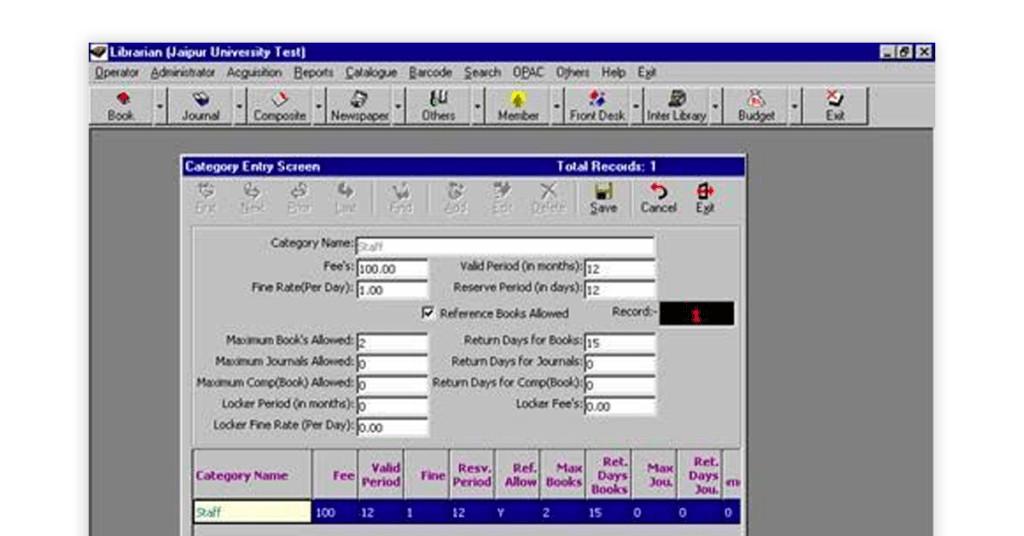 Librarian (Jaipur University Test)
Operator Administrator Acquisition Reports Catalogue Barcode Search OPAC Others Help Exit
Book Journal Composite Newspaper Others Member Front Desk Inter Library Budget Exit
Category Entry Screen Total Records: 1
First Next Prior Last Find Add Edit Delete Save Cancel Exit
Category Name: Staff
Fee's: 100.00 Valid Period (in months): 12
Fine Rate(Per Day): 1.00 Reserve Period (in days): 12
Reference Books Allowed Record:- 1
Maximum Book's Allowed: 2 Return Days for Books: 15
Maximum Journals Allowed: 0 Return Days for Journals: 0
Maximum Comp(Book) Allowed: 0 Return Days for Comp(Book): 0
Locker Period (in months): 0 Locker Fee's: 0.00
Locker Fine Rate (Per Day): 0.00
Category Name Fee Valid Period Fine Resv. Period Ref. Allow Max Books Ret. Days Books Max Jou. Ret. Days Jou.
Staff 100 12 1 12 Y 2 15 0 0 0